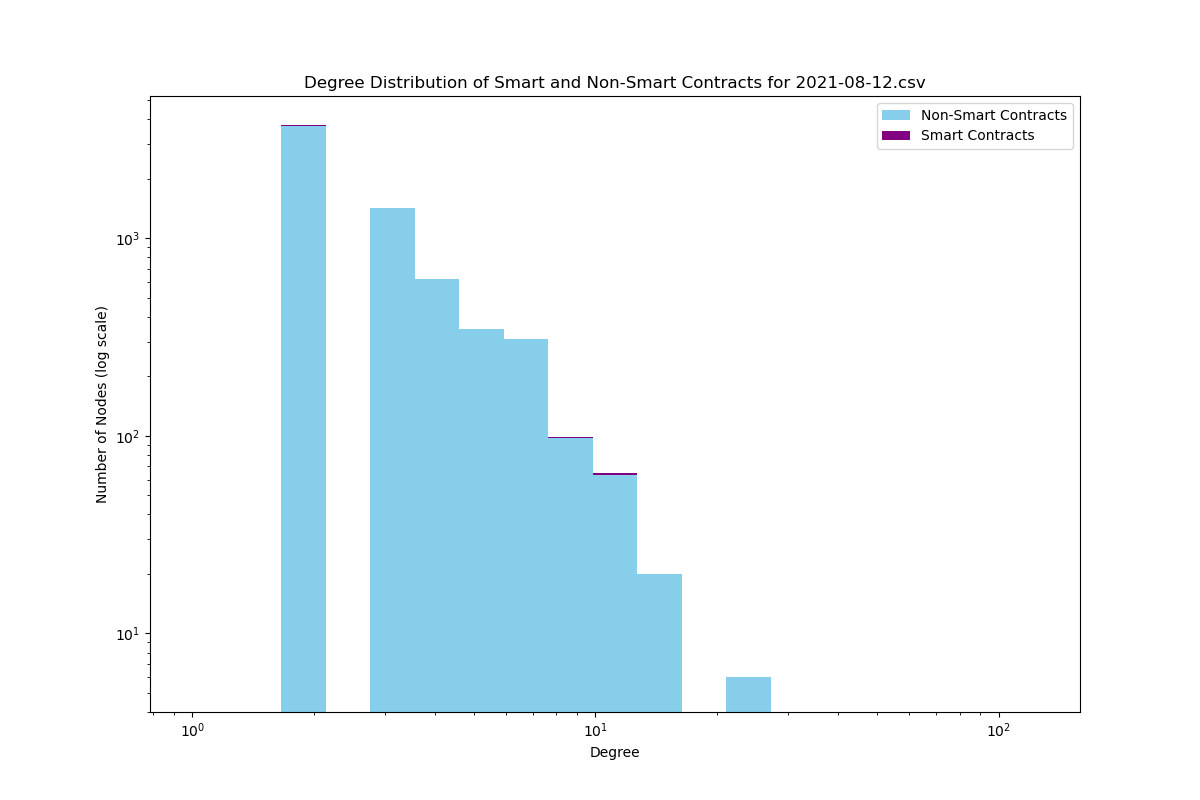 Degree Distribution of Smart and Non-Smart Contracts for 2021-08-12.csv
Non-Smart Contracts
Smart Contracts
Number of Nodes (log scale)
10³
10²
10¹
10⁰ 10¹ 10²
Degree